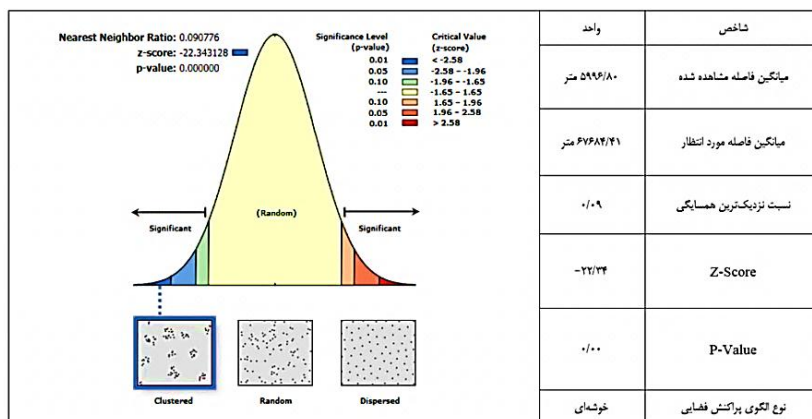 Nearest Neighbor Ratio: 0.090776
z-score: -22.343128
p-value: 0.000000
Significance Level
(p-value)
Critical Value
(z-score)
0.01 < -2.58
0.05 -2.58 – -1.96
0.10 -1.96 – -1.65
--- -1.65 – 1.65
0.10 1.65 – 1.96
0.05 1.96 – 2.58
0.01 > 2.58
(Random)
Significant
Significant
Clustered
Random
Dispersed
شاخص واحد
میانگین فاصله مشاهده شده ۵۹۹۶/۸۰ متر
میانگین فاصله مورد انتظار ۶۷۶۸۴/۴۱ متر
نسبت نزدیک‌ترین همسایگی ۰/۰۹
Z-Score -۲۲/۳۴
P-Value ۰/۰۰
نوع الگوی پراکنش فضایی خوشه‌ای